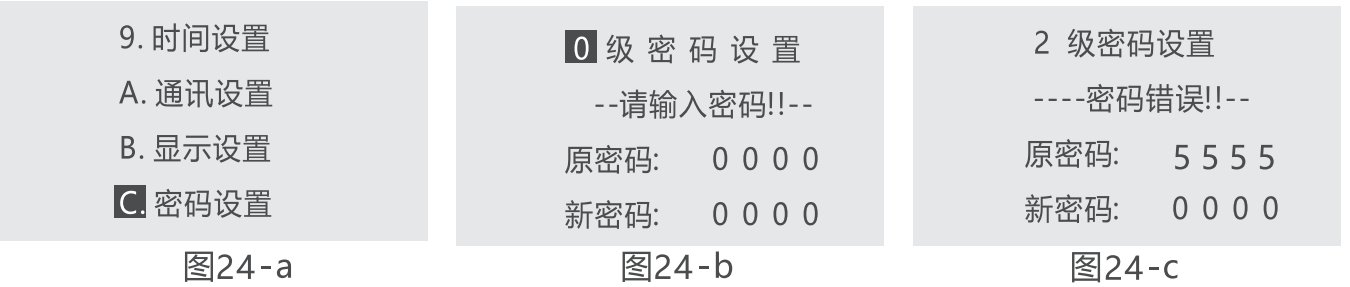 9. 时间设置
A. 通讯设置
B. 显示设置
C. 密码设置
图24-a
0 级 密 码 设 置
--请输入密码!!--
原密码: 0 0 0 0
新密码: 0 0 0 0
图24-b
2 级密码设置
----密码错误!!--
原密码: 5 5 5 5
新密码: 0 0 0 0
图24-c